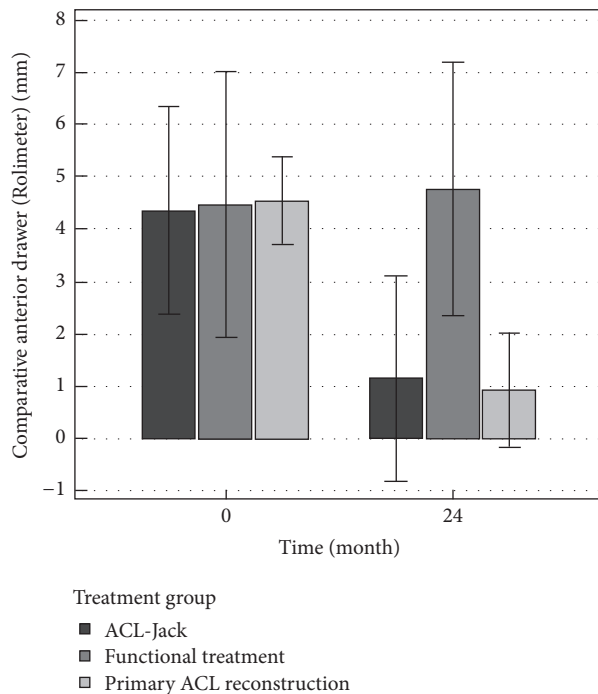 Comparative anterior drawer (Rolimeter) (mm)
8
7
6
5
4
3
2
1
0
−1
0 24
Time (month)
Treatment group
ACL-Jack
Functional treatment
Primary ACL reconstruction